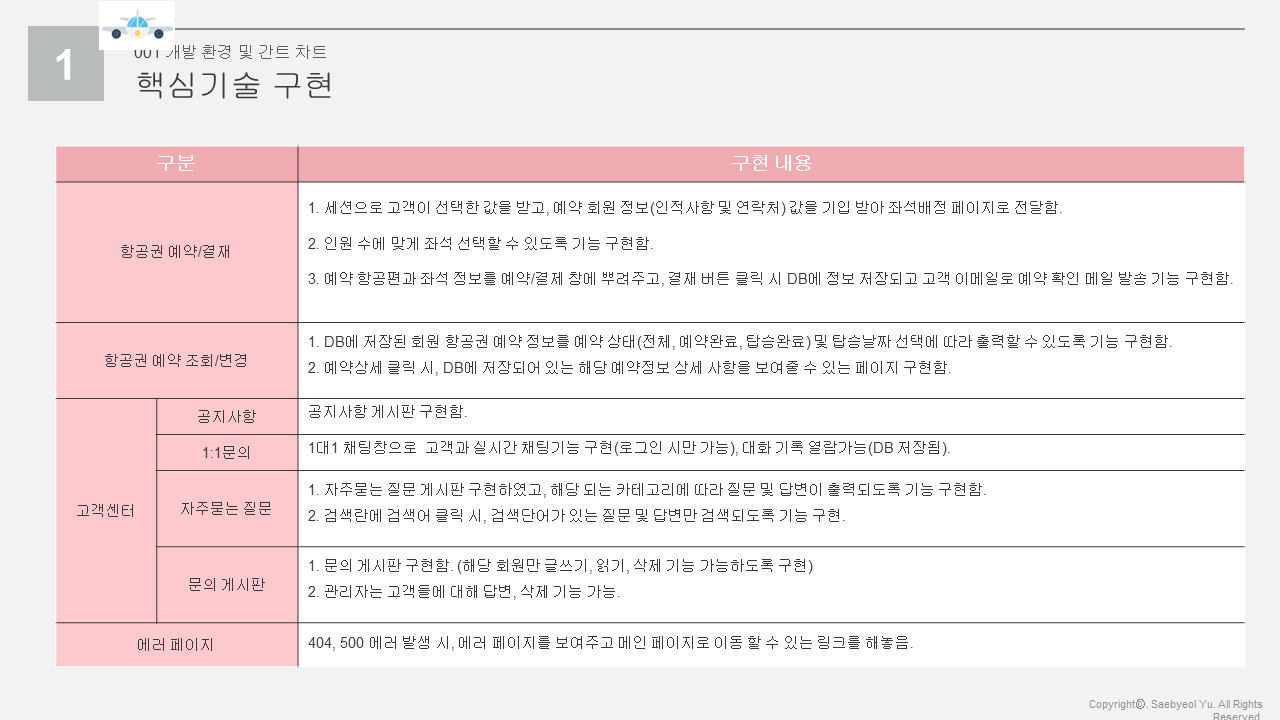 1
001 개발 환경 및 간트 차트
핵심기술 구현
구분
구현 내용
항공권 예약/결재
1. 세션으로 고객이 선택한 값을 받고, 예약 회원 정보(인적사항 및 연락처) 값을 기입 받아 좌석배정 페이지로 전달함.
2. 인원 수에 맞게 좌석 선택할 수 있도록 기능 구현함.
3. 예약 항공편과 좌석 정보를 예약/결제 창에 뿌려주고, 결재 버튼 클릭 시 DB에 정보 저장되고 고객 이메일로 예약 확인 메일 발송 기능 구현함.
항공권 예약 조회/변경
1. DB에 저장된 회원 항공권 예약 정보를 예약 상태(전체, 예약완료, 탑승완료) 및 탑승날짜 선택에 따라 출력할 수 있도록 기능 구현함.
2. 예약상세 클릭 시, DB에 저장되어 있는 해당 예약정보 상세 사항을 보여줄 수 있는 페이지 구현함.
고객센터
공지사항
공지사항 게시판 구현함.
1:1문의
1대1 채팅창으로 고객과 실시간 채팅기능 구현(로그인 시만 가능), 대화 기록 열람가능(DB 저장됨).
자주묻는 질문
1. 자주묻는 질문 게시판 구현하였고, 해당 되는 카테고리에 따라 질문 및 답변이 출력되도록 기능 구현함.
2. 검색란에 검색어 클릭 시, 검색단어가 있는 질문 및 답변만 검색되도록 기능 구현.
문의 게시판
1. 문의 게시판 구현함. (해당 회원만 글쓰기, 읽기, 삭제 기능 가능하도록 구현)
2. 관리자는 고객들에 대해 답변, 삭제 기능 가능.
에러 페이지
404, 500 에러 발생 시, 에러 페이지를 보여주고 메인 페이지로 이동 할 수 있는 링크를 해놓음.
Copyright©. Saebyeol Yu. All Rights
Reserved.